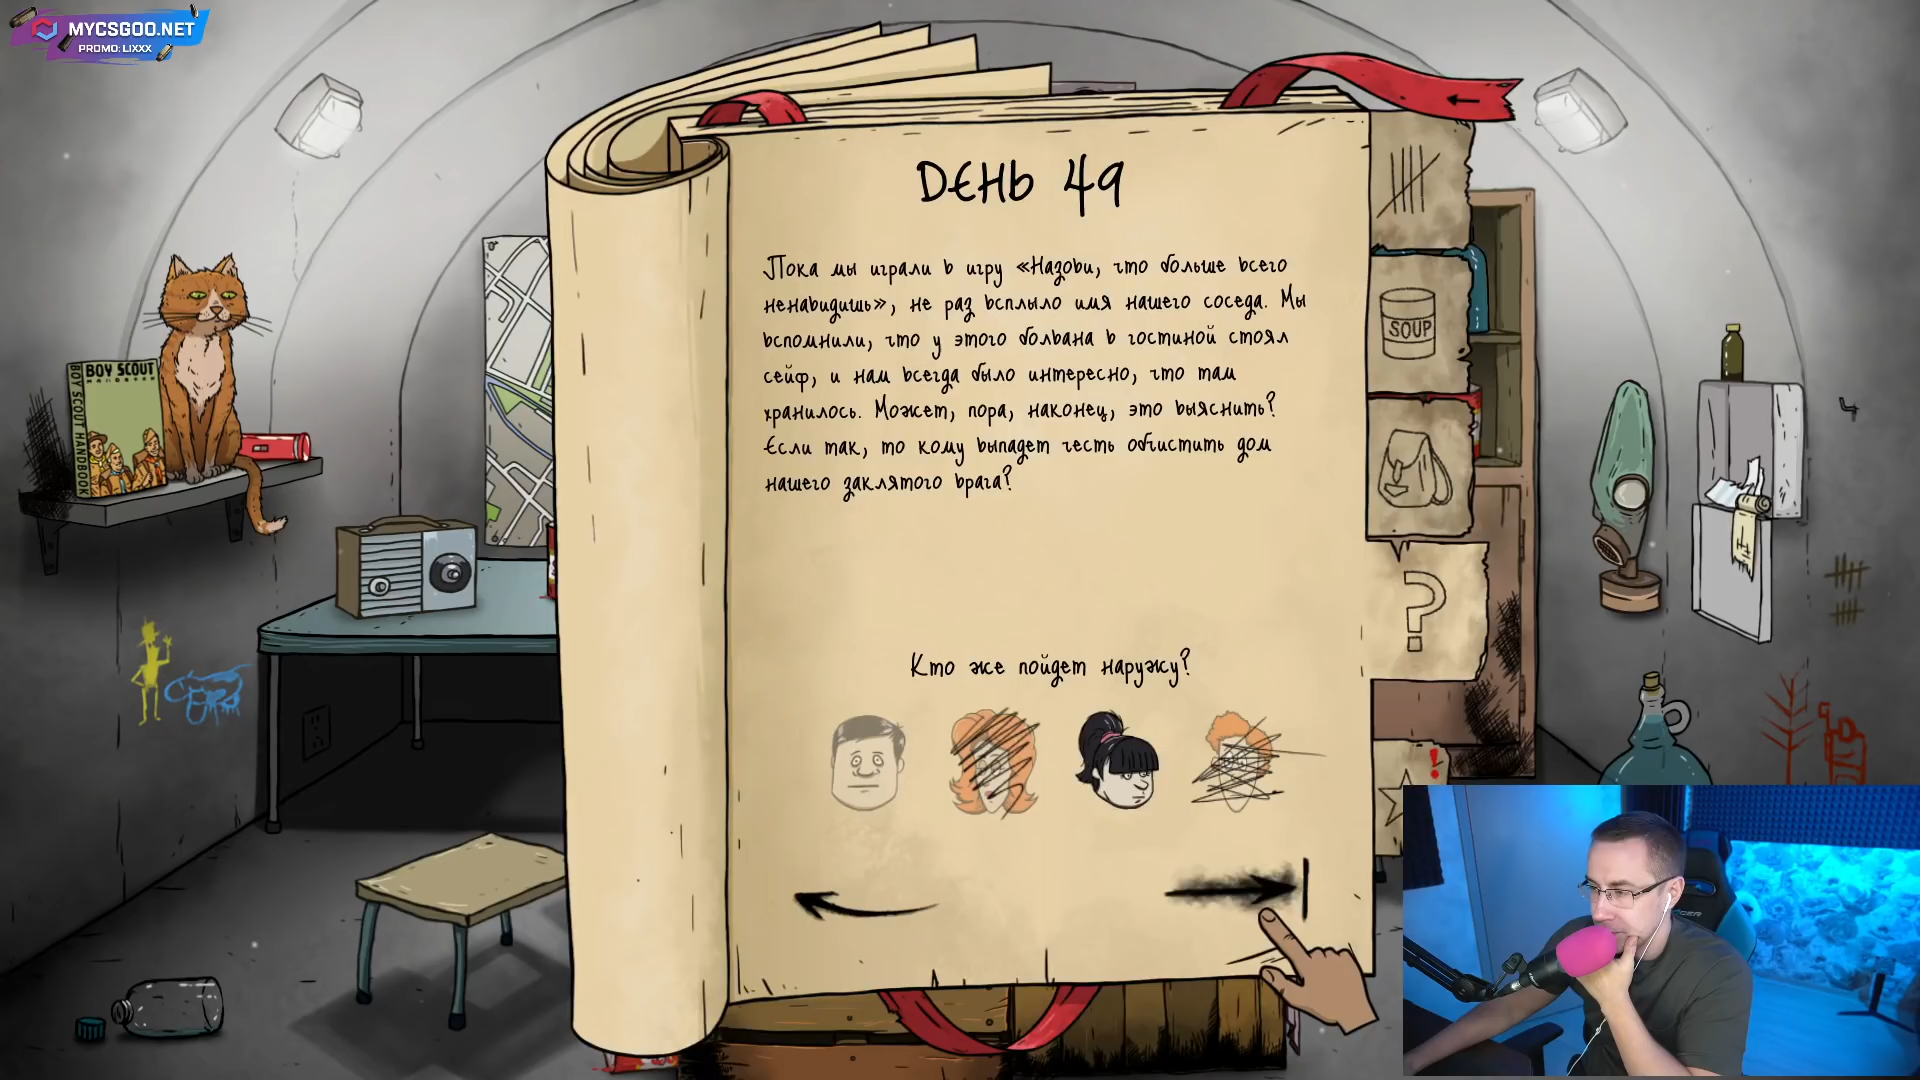 MYCSGOO.NET
PROMO: LIXXX
День 49
Пока мы играли в игру «Назови, что больше всего
ненавидишь», не раз всплыло имя нашего соседа. Мы
вспомнили, что у этого болвана в гостиной стоял
сейф, и нам всегда было интересно, что там
хранилось. Может, пора, наконец, это выяснить?
Если так, то кому выпадет честь обчистить дом
нашего заклятого врага?
Кто же пойдет наружу?
SOUP
?
!
BOY SCOUT
HANDBOOK
BOY SCOUT HANDBOOK